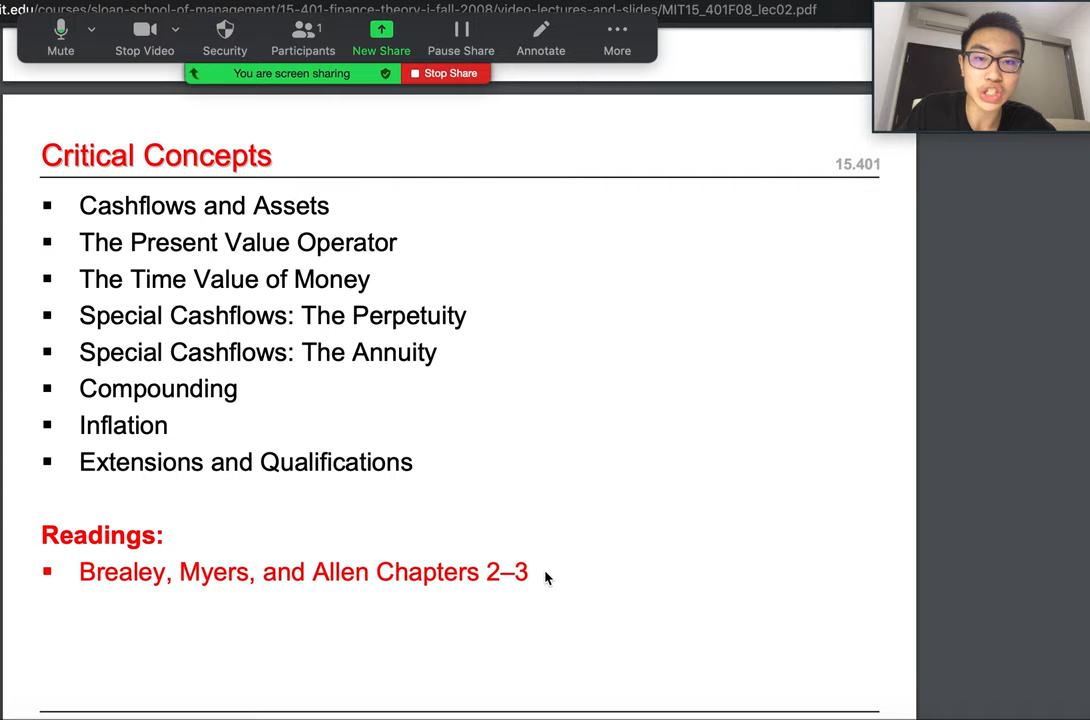 it.edu/courses/sloan-school-of-management/15-401-finance-theory-i-fall-2008/video-lectures-and-slides/MIT15_401F08_lec02.pdf
1
Mute Stop Video Security Participants New Share Pause Share Annotate More
You are screen sharing Stop Share
Critical Concepts
15.401
▪ Cashflows and Assets
▪ The Present Value Operator
▪ The Time Value of Money
▪ Special Cashflows: The Perpetuity
▪ Special Cashflows: The Annuity
▪ Compounding
▪ Inflation
▪ Extensions and Qualifications
Readings:
▪ Brealey, Myers, and Allen Chapters 2–3